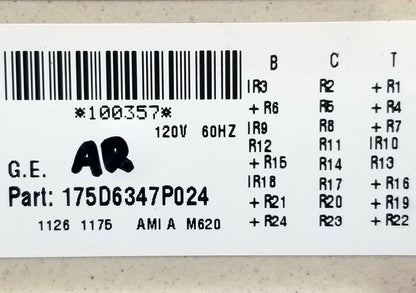 B C T
IR3 R2 + R1
+ R6 R5 + R4
IR9 R8 + R7
R12 R11 IR10
+ R15 R14 R13
IR18 R17 + R16
+ R21 R20 + R19
+ R24 R23 + R22
*100357*
120V 60HZ
G.E. AR
Part: 175D6347P024
1126 1175 AMI A M620